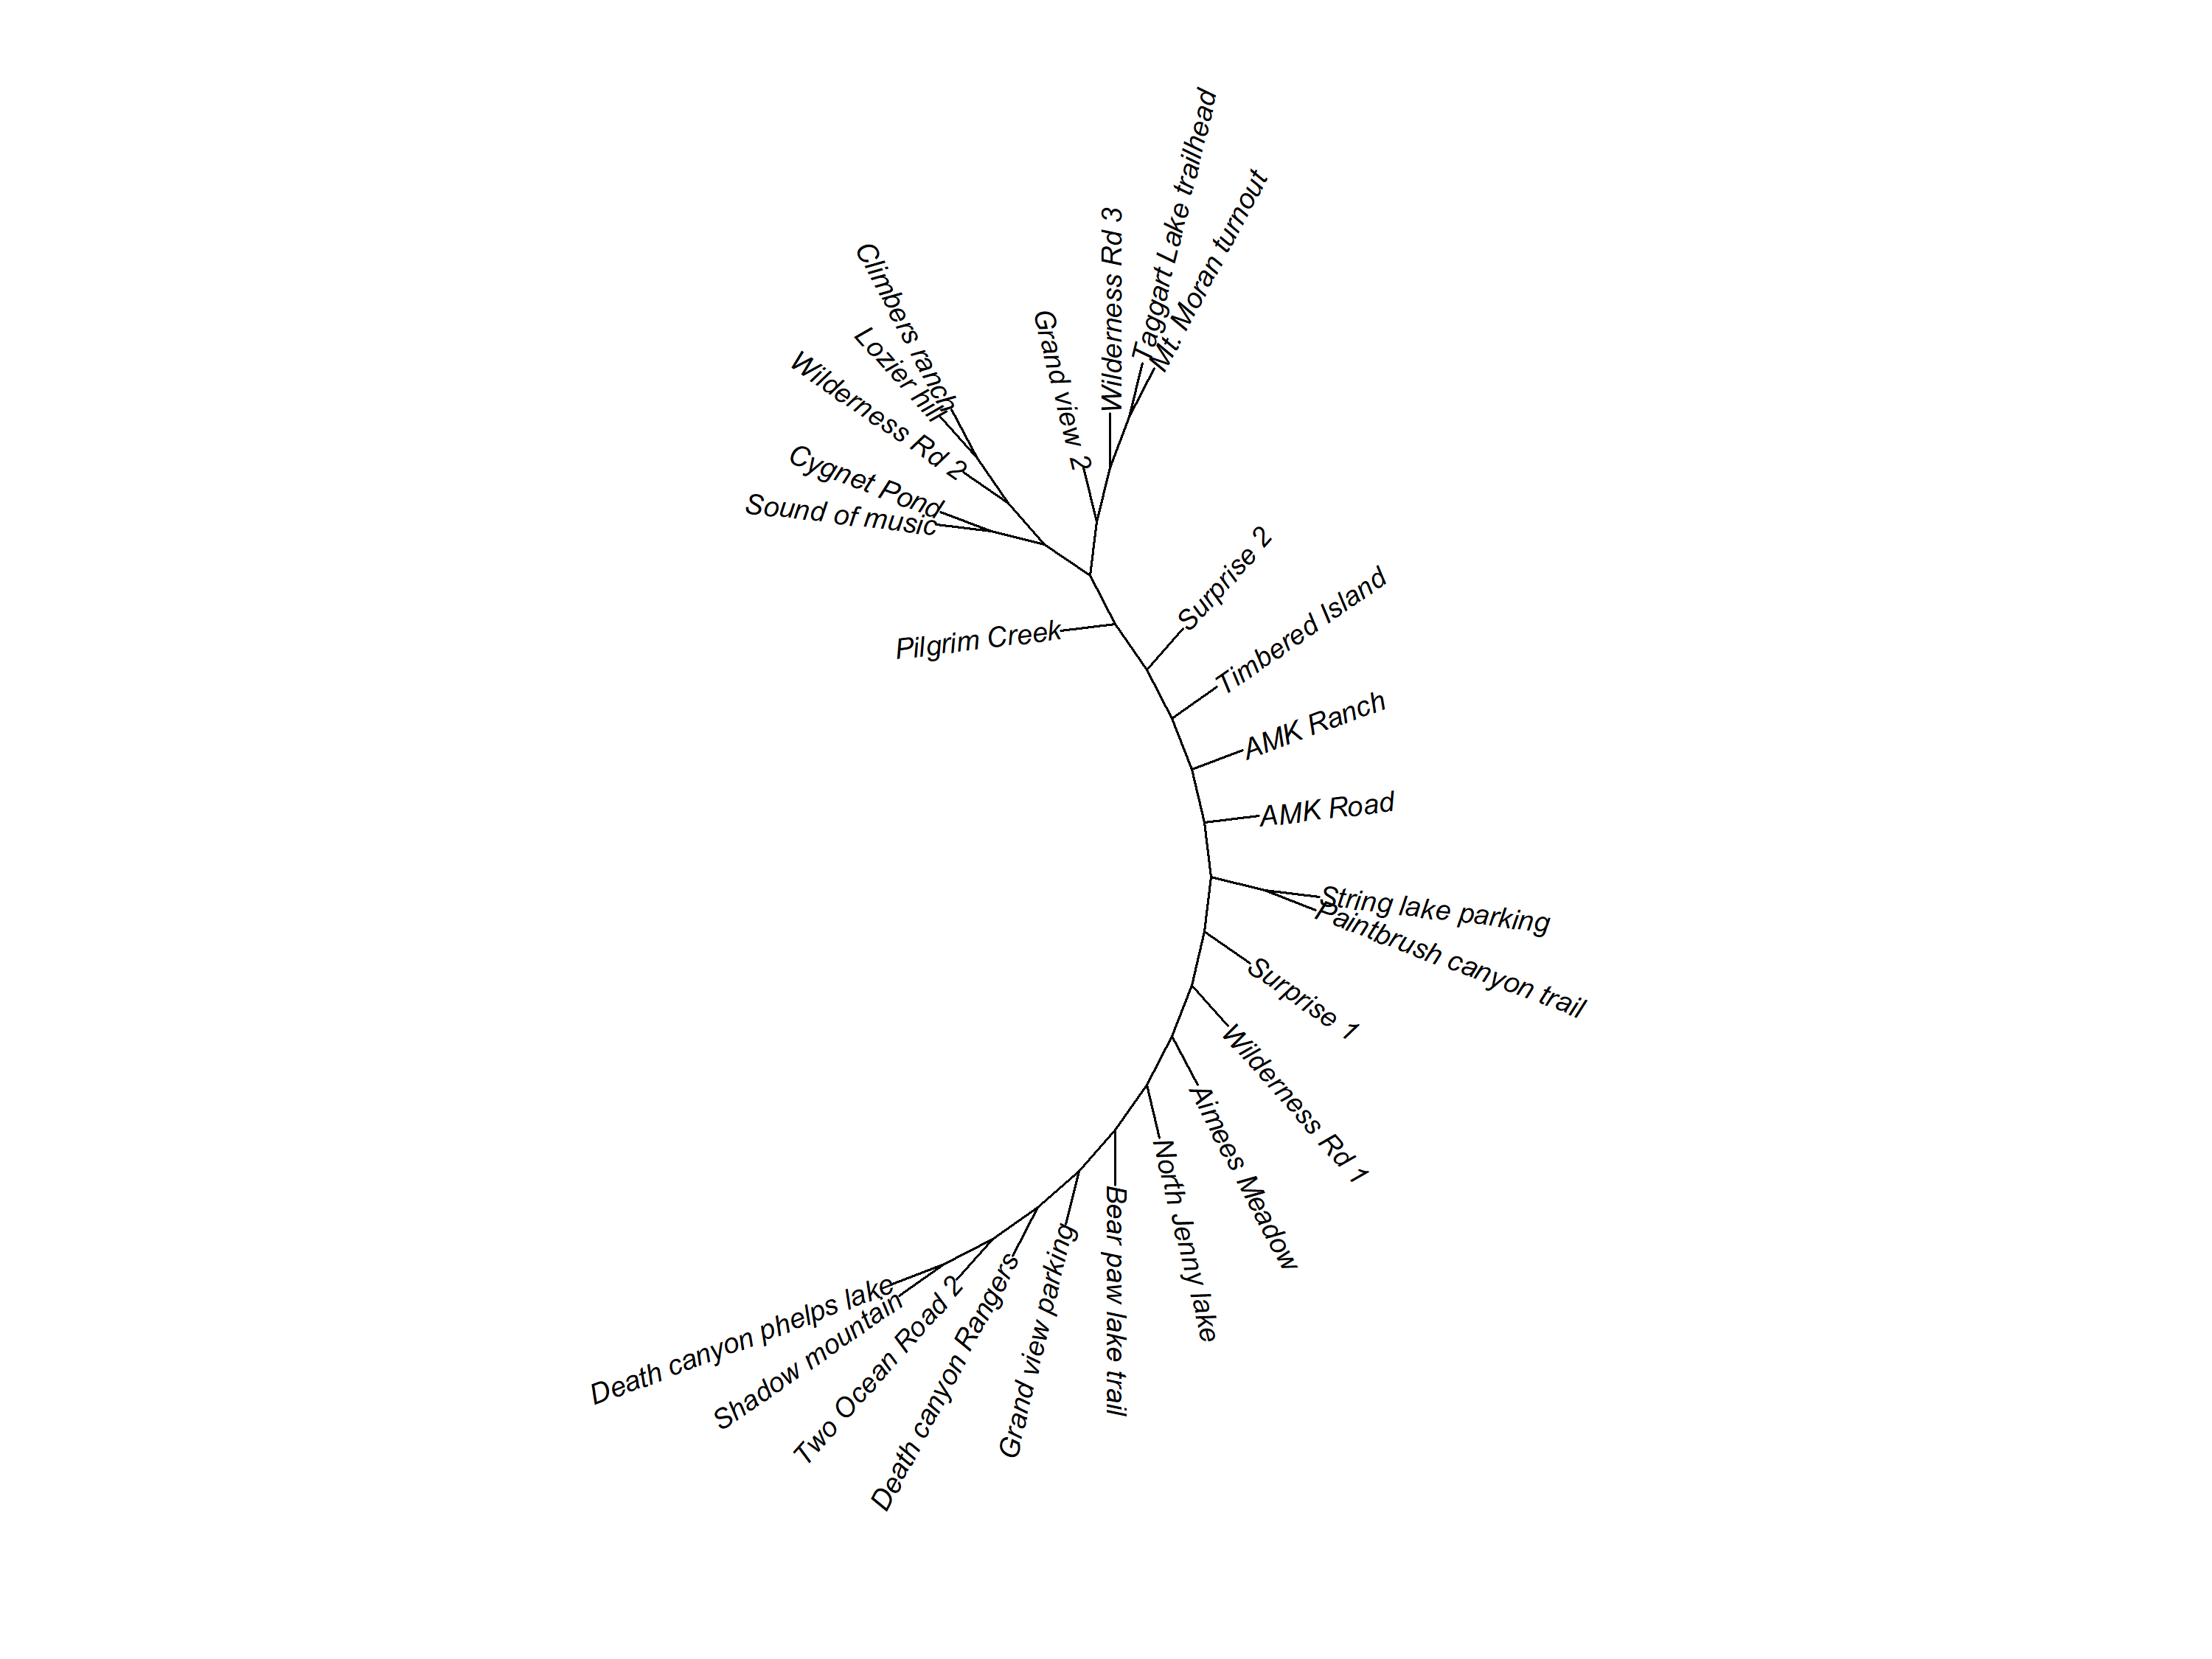 Taggart Lake trailhead
Mt. Moran turnout
Wilderness Rd 3
Grand view 2
Climbers ranch
Lozier hill
Wilderness Rd 2
Cygnet Pond
Sound of music
Pilgrim Creek
Surprise 2
Timbered Island
AMK Ranch
AMK Road
String lake parking
Paintbrush canyon trail
Surprise 1
Wilderness Rd 1
Aimees Meadow
North Jenny lake
Bear paw lake trail
Grand view parking
Death canyon Rangers
Two Ocean Road 2
Shadow mountain
Death canyon phelps lake